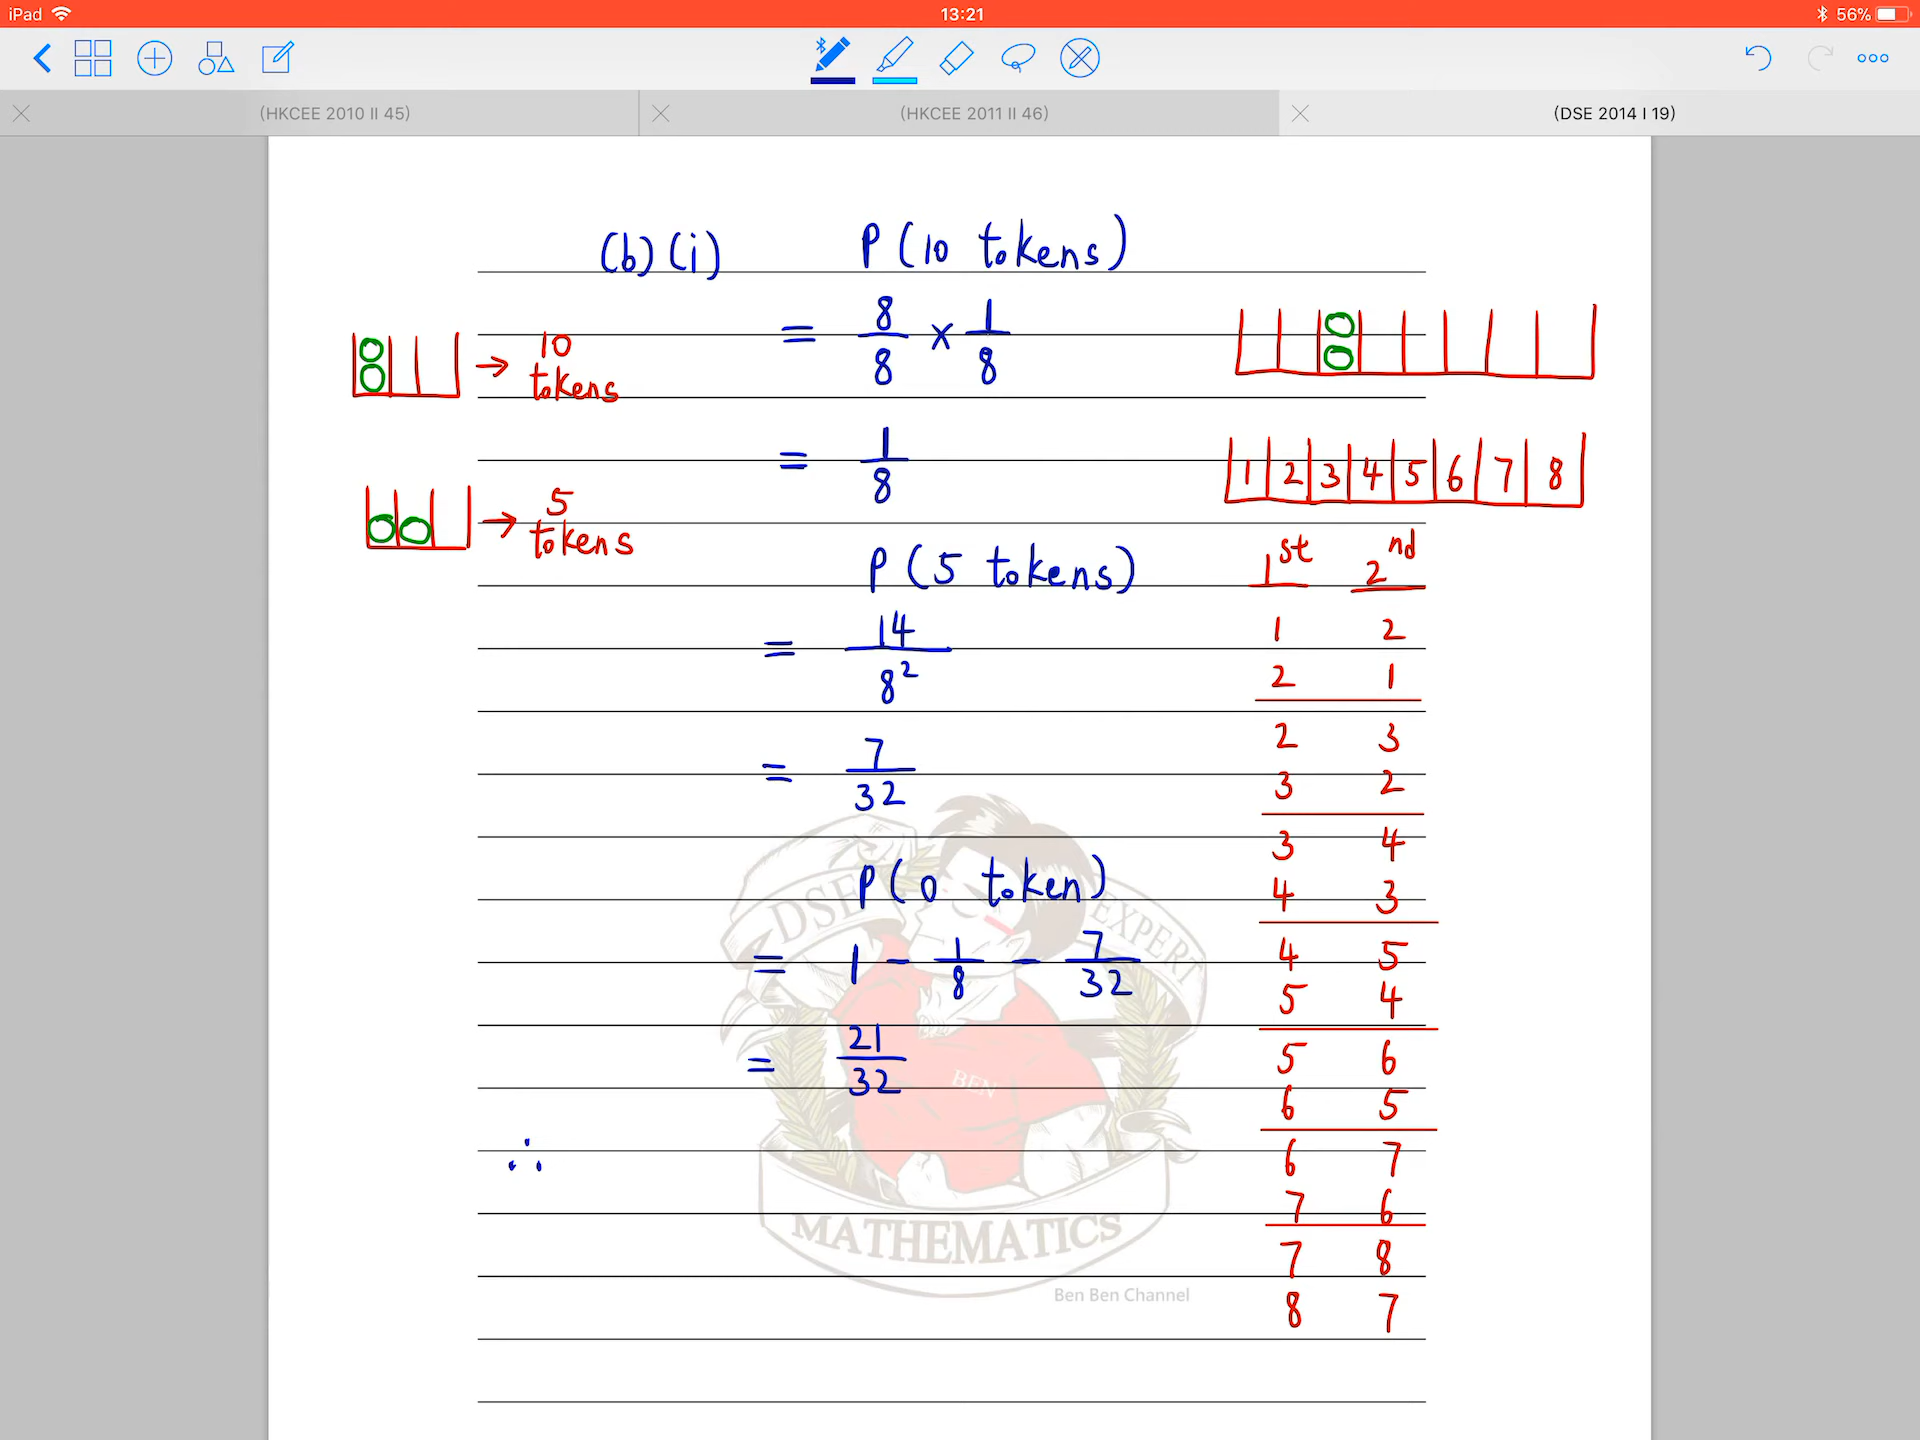 iPad 13:21 56%
(HKCEE 2010 II 45) (HKCEE 2011 II 46) (DSE 2014 I 19)
(b)(i) P(10 tokens)
= 8/8 × 1/8
10 tokens
= 1/8
1 2 3 4 5 6 7 8
5 tokens
P(5 tokens)
= 14/8²
= 7/32
P(0 token)
= 1 - 1/8 - 7/32
= 21/32
∴
1st 2nd
1 2
2 1
2 3
3 2
3 4
4 3
4 5
5 4
5 6
6 5
6 7
7 6
7 8
8 7
DSE EXPERT
BEN
MATHEMATICS
Ben Ben Channel